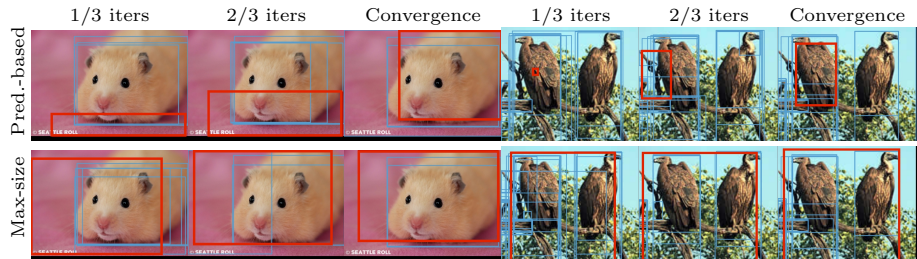 1/3 iters 2/3 iters Convergence 1/3 iters 2/3 iters Convergence
Pred.-based
© SEATTLE ROLL © SEATTLE ROLL © SEATTLE ROLL
Max-size
© SEATTLE ROLL © SEATTLE ROLL © SEATTLE ROLL